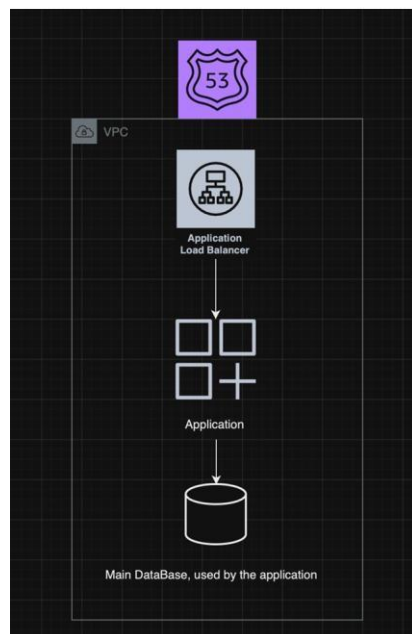 53
VPC
Application
Load Balancer
Application
Main DataBase, used by the application